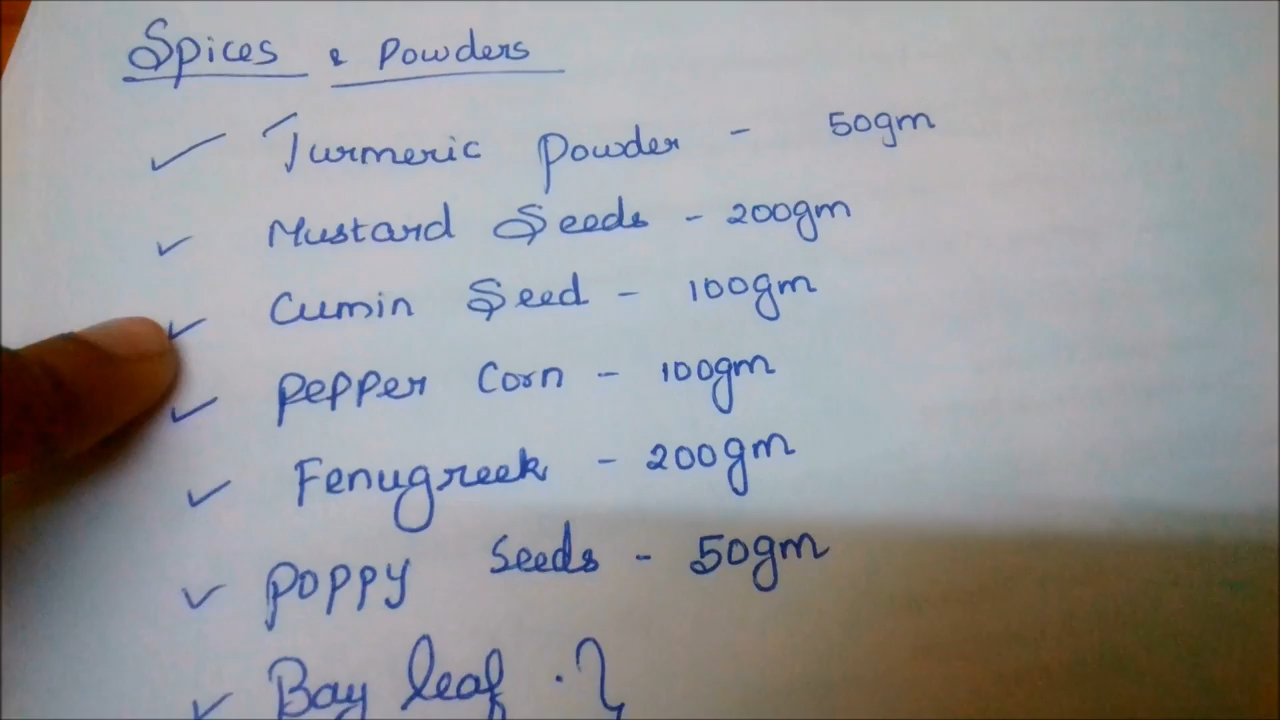 Spices & Powders
✓ Turmeric Powder - 50gm
✓ Mustard Seeds - 200gm
✓ Cumin Seed - 100gm
✓ Pepper Corn - 100gm
✓ Fenugreek - 200gm
✓ Poppy Seeds - 50gm
✓ Bay leaf . }